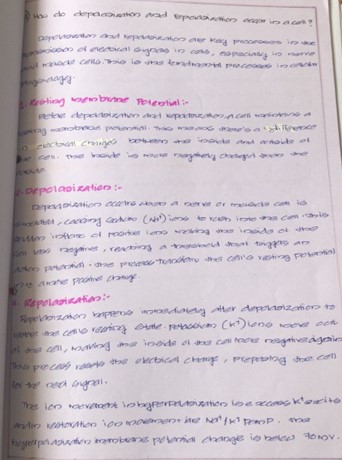 How do depolarization and repolarization occur in a cell?
Depolarization and repolarization are key processes in the
transmission of electrical signals in cells, especially in nerve
and muscle cells. This is the fundamental processes in cellular
1. Resting membrane Potential:-
Before depolarization and repolarization, a cell maintains a
resting membrane potential. This means there's a difference
in electrical charges between the inside and outside of
the cell. The inside is more negatively charged than the
outside.
2. Depolarization:-
Depolarization occurs when a nerve or muscle cell is
stimulated, causing sodium (Na⁺) ions to rush into the cell. This
sudden influx of positive ions making the inside of the
cell less negative, reaching a threshold that triggers an
action potential. This process transform the cell's resting potential
to a more positive charge
Repolarization:-
Repolarization happens immediately after depolarization to
restore the cell's resting state. Potassium (K⁺) ions move out
of the cell, making the inside of the cell more negative again
This process resets the electrical charge, preparing the cell
for the next signal.
The ion movement in hyperpolarization is excess K⁺ exits
and in restoration ion movement is Na⁺/K⁺ pump. The
hyperpolarization membrane potential change is below 70mv.